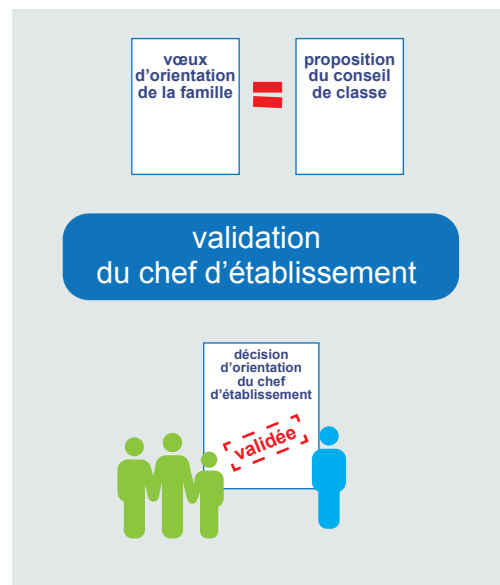 vœux
d'orientation
de la famille
=
proposition
du conseil
de classe
validation
du chef d'établissement
décision
d'orientation
du chef
d'établissement
validée